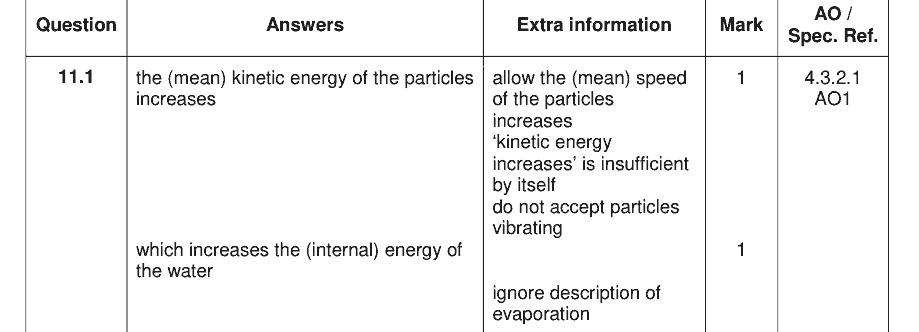 Question Answers Extra information Mark AO /
Spec. Ref.
11.1 the (mean) kinetic energy of the particles allow the (mean) speed 1 4.3.2.1
increases of the particles AO1
increases
‘kinetic energy
increases’ is insufficient
by itself
do not accept particles
vibrating
which increases the (internal) energy of 1
the water
ignore description of
evaporation